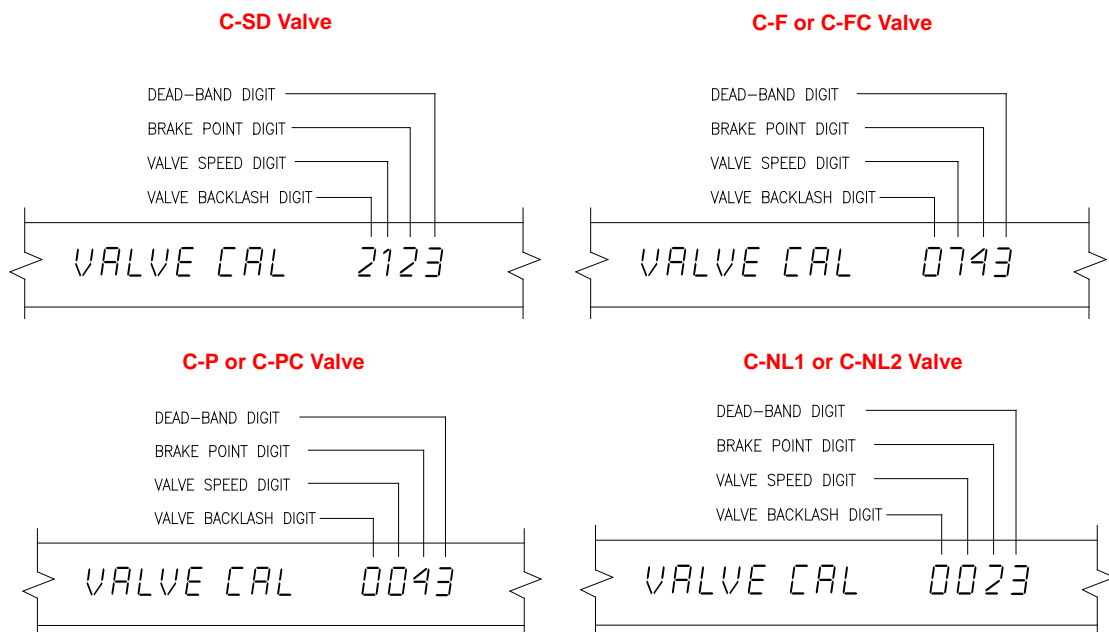 C-SD Valve
DEAD-BAND DIGIT
BRAKE POINT DIGIT
VALVE SPEED DIGIT
VALVE BACKLASH DIGIT
VALVE CAL 2123
C-F or C-FC Valve
DEAD-BAND DIGIT
BRAKE POINT DIGIT
VALVE SPEED DIGIT
VALVE BACKLASH DIGIT
VALVE CAL 0743
C-P or C-PC Valve
DEAD-BAND DIGIT
BRAKE POINT DIGIT
VALVE SPEED DIGIT
VALVE BACKLASH DIGIT
VALVE CAL 0043
C-NL1 or C-NL2 Valve
DEAD-BAND DIGIT
BRAKE POINT DIGIT
VALVE SPEED DIGIT
VALVE BACKLASH DIGIT
VALVE CAL 0023